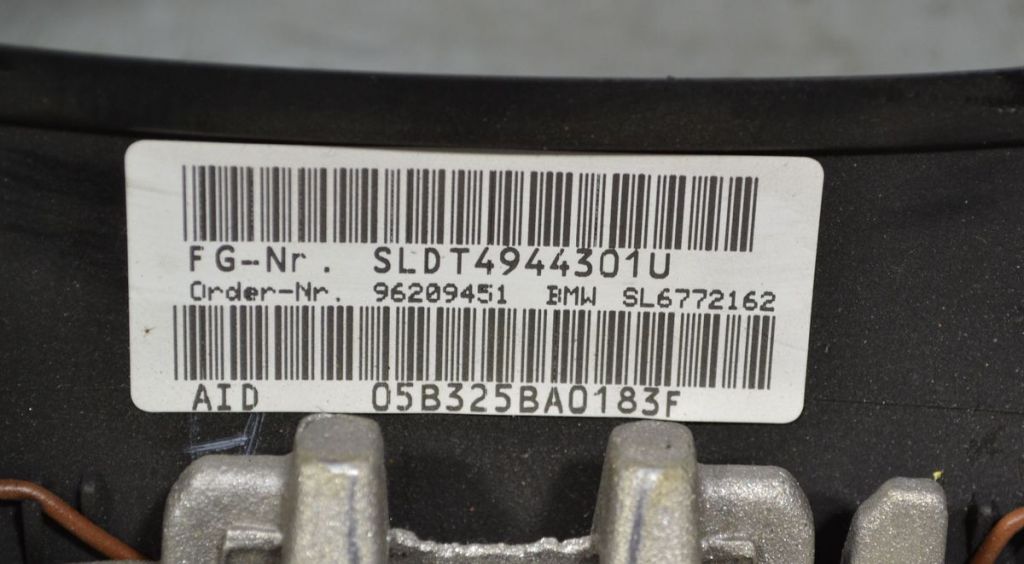 FG-Nr. SLDT4944301U
Order-Nr. 96209451 BMW SL6772162
AID 05B325BA0183F